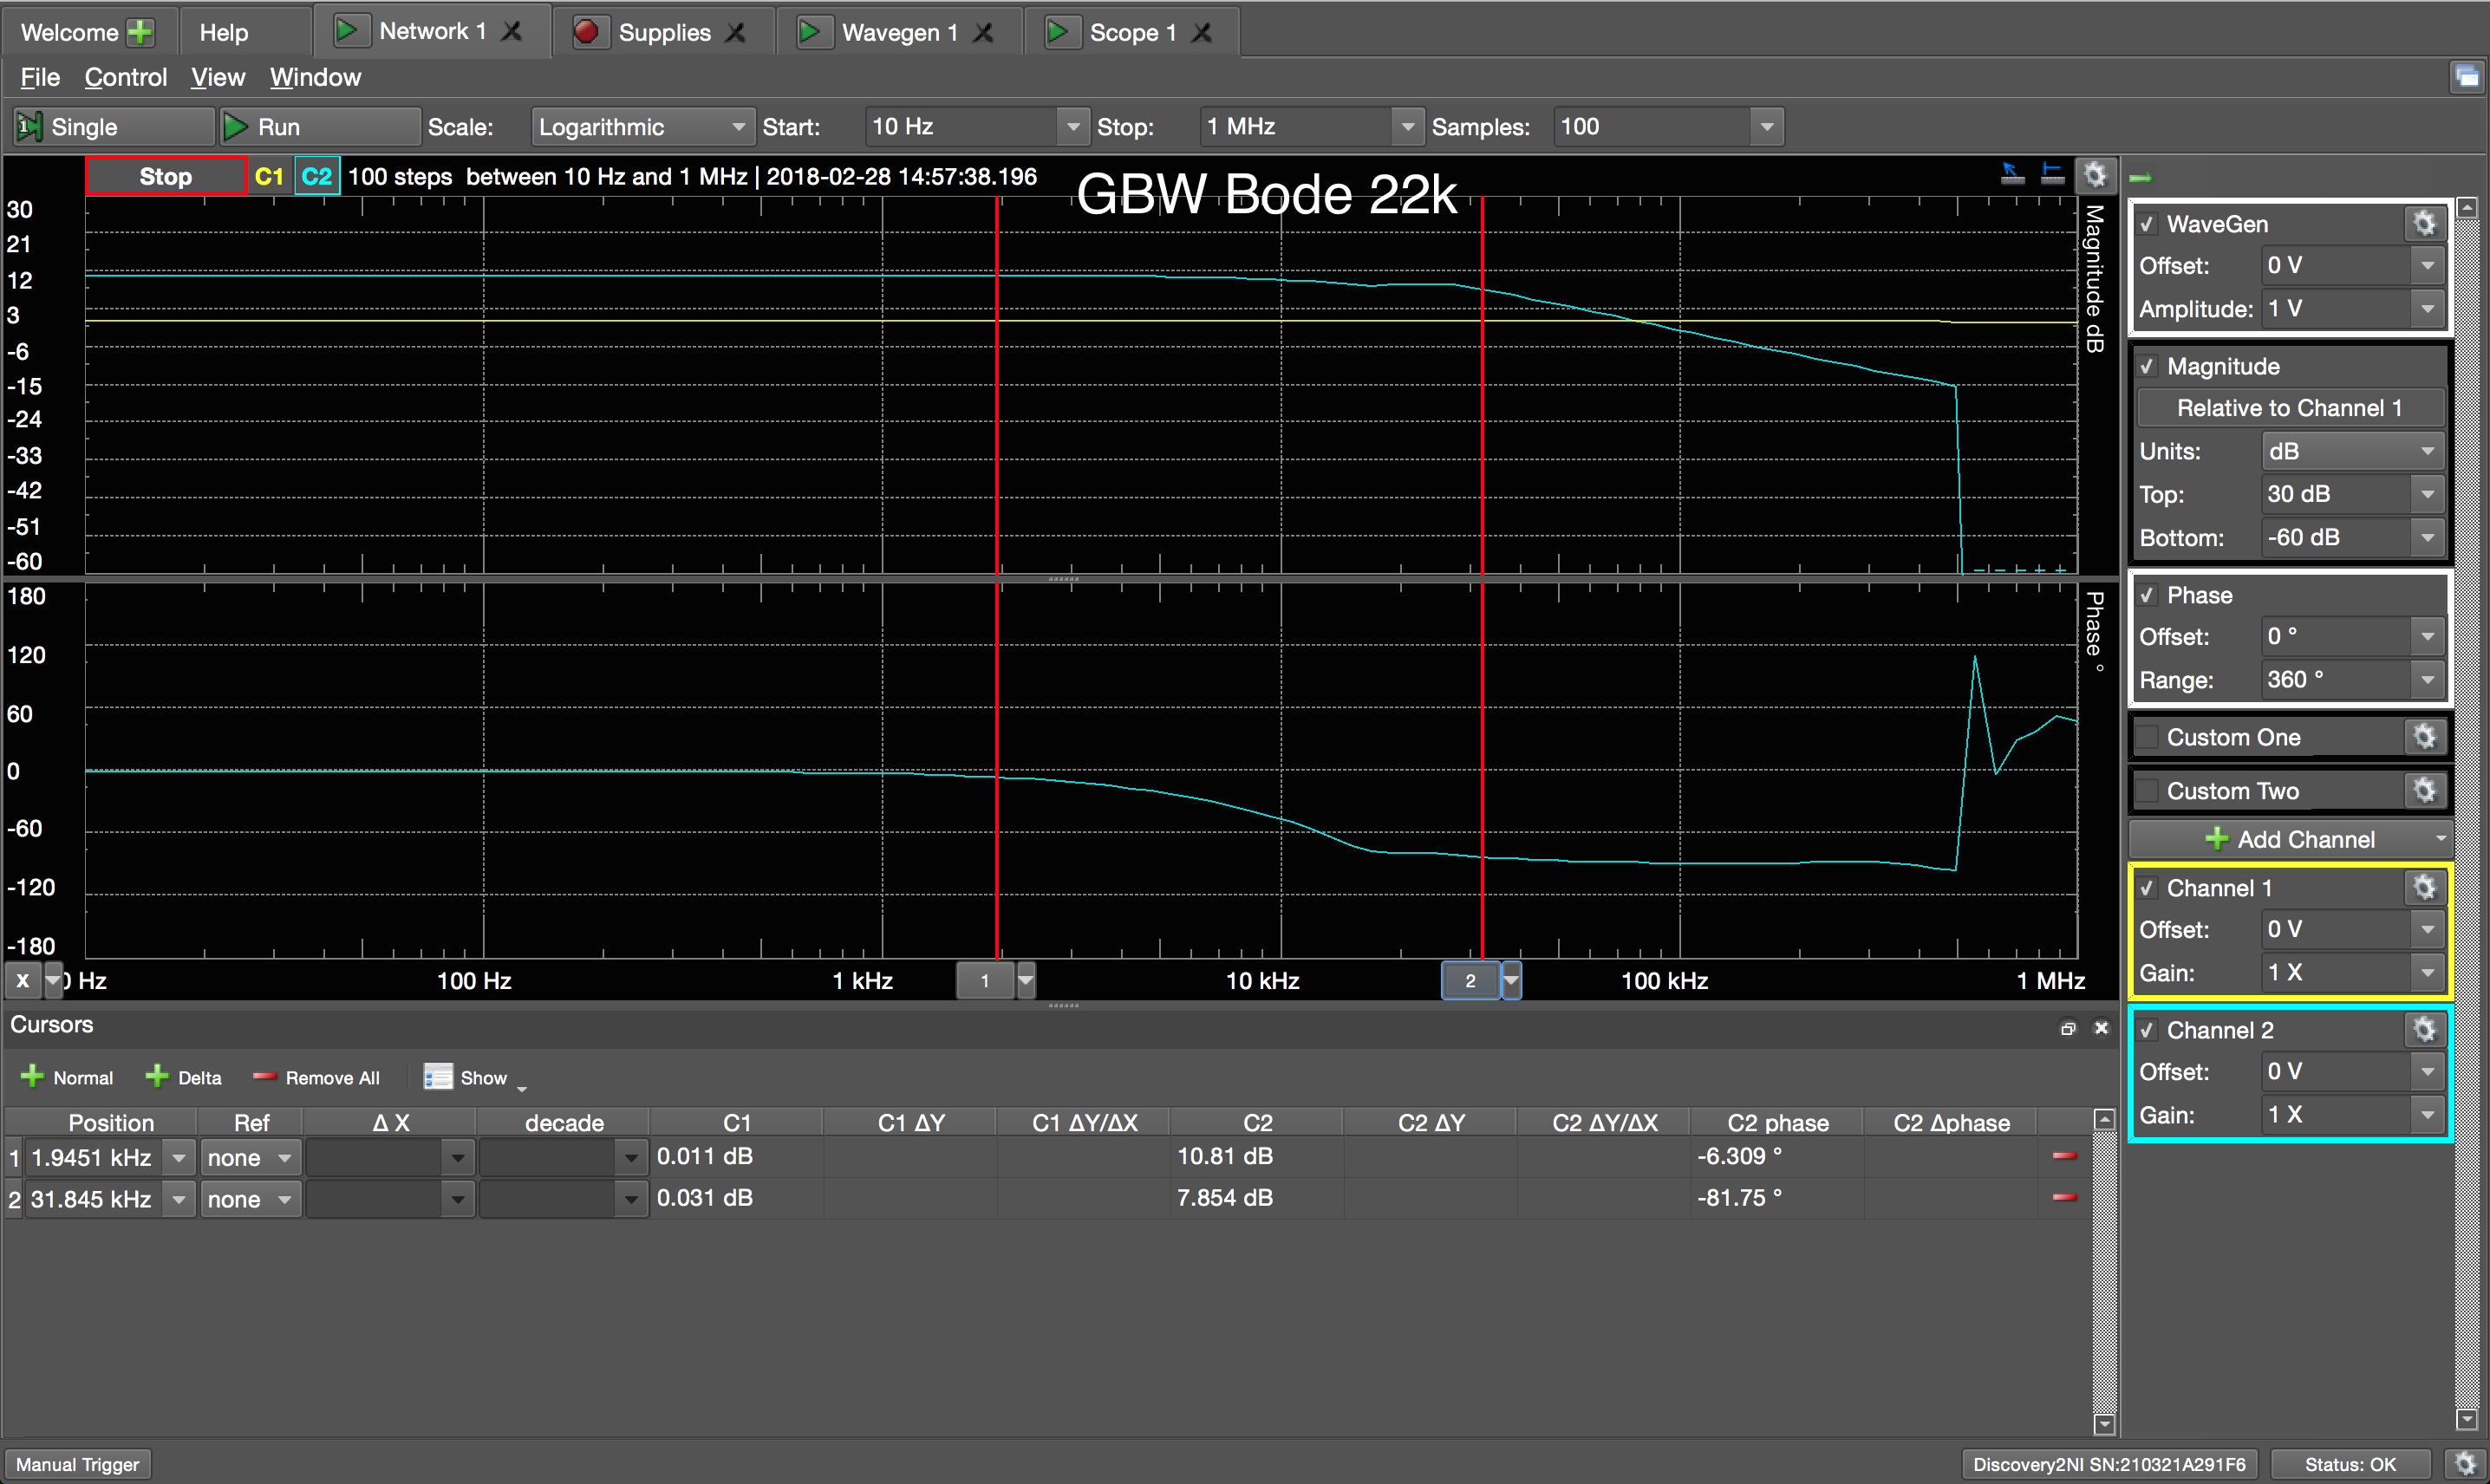 Welcome Help Network 1 Supplies Wavegen 1 Scope 1
File Control View Window
Single Run Scale: Logarithmic Start: 10 Hz Stop: 1 MHz Samples: 100
Stop C1 C2 100 steps between 10 Hz and 1 MHz | 2018-02-28 14:57:38.196
GBW Bode 22k
30
21
12
3
-6
-15
-24
-33
-42
-51
-60
Magnitude dB
180
120
60
0
-60
-120
-180
Phase °
X 0 Hz 100 Hz 1 kHz 1 10 kHz 2 100 kHz 1 MHz
WaveGen
Offset: 0 V
Amplitude: 1 V
Magnitude
Relative to Channel 1
Units: dB
Top: 30 dB
Bottom: -60 dB
Phase
Offset: 0 °
Range: 360 °
Custom One
Custom Two
Add Channel
Channel 1
Offset: 0 V
Gain: 1 X
Channel 2
Offset: 0 V
Gain: 1 X
Cursors
Normal Delta Remove All Show
Position Ref Δ X decade C1 C1 ΔY C1 ΔY/ΔX C2 C2 ΔY C2 ΔY/ΔX C2 phase C2 Δphase
1 1.9451 kHz none 0.011 dB 10.81 dB -6.309 °
2 31.845 kHz none 0.031 dB 7.854 dB -81.75 °
Manual Trigger Discovery2NI SN:210321A291F6 Status: OK